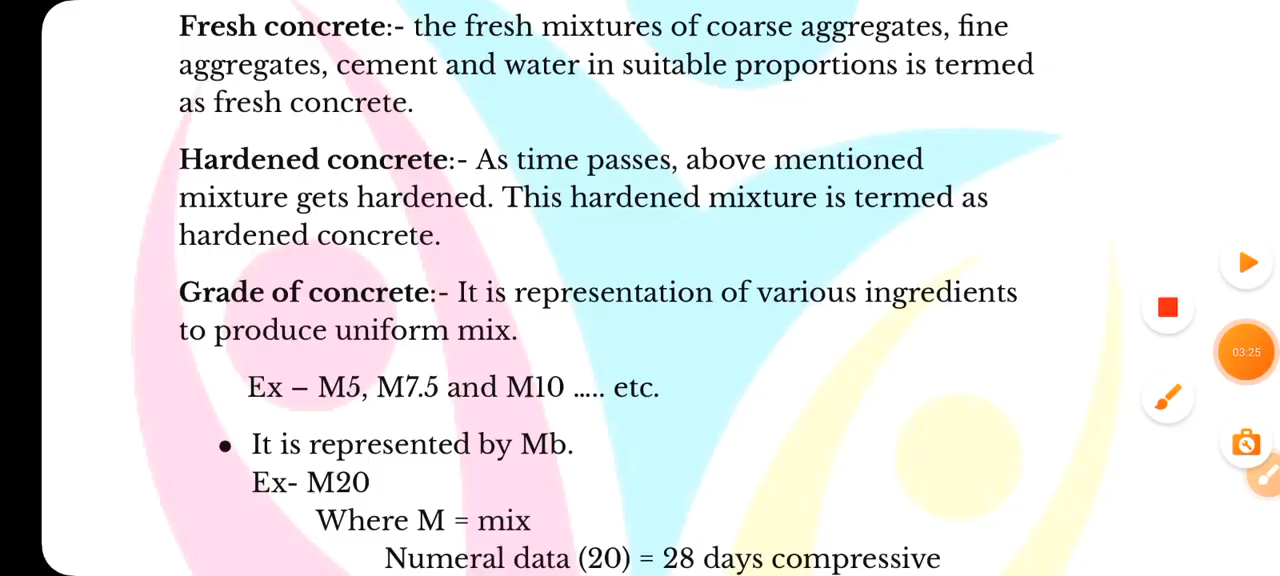 Fresh concrete:- the fresh mixtures of coarse aggregates, fine
aggregates, cement and water in suitable proportions is termed
as fresh concrete.
Hardened concrete:- As time passes, above mentioned
mixture gets hardened. This hardened mixture is termed as
hardened concrete.
Grade of concrete:- It is representation of various ingredients
to produce uniform mix.
Ex – M5, M7.5 and M10 ..... etc.
● It is represented by Mb.
Ex- M20
Where M = mix
Numeral data (20) = 28 days compressive
03:25